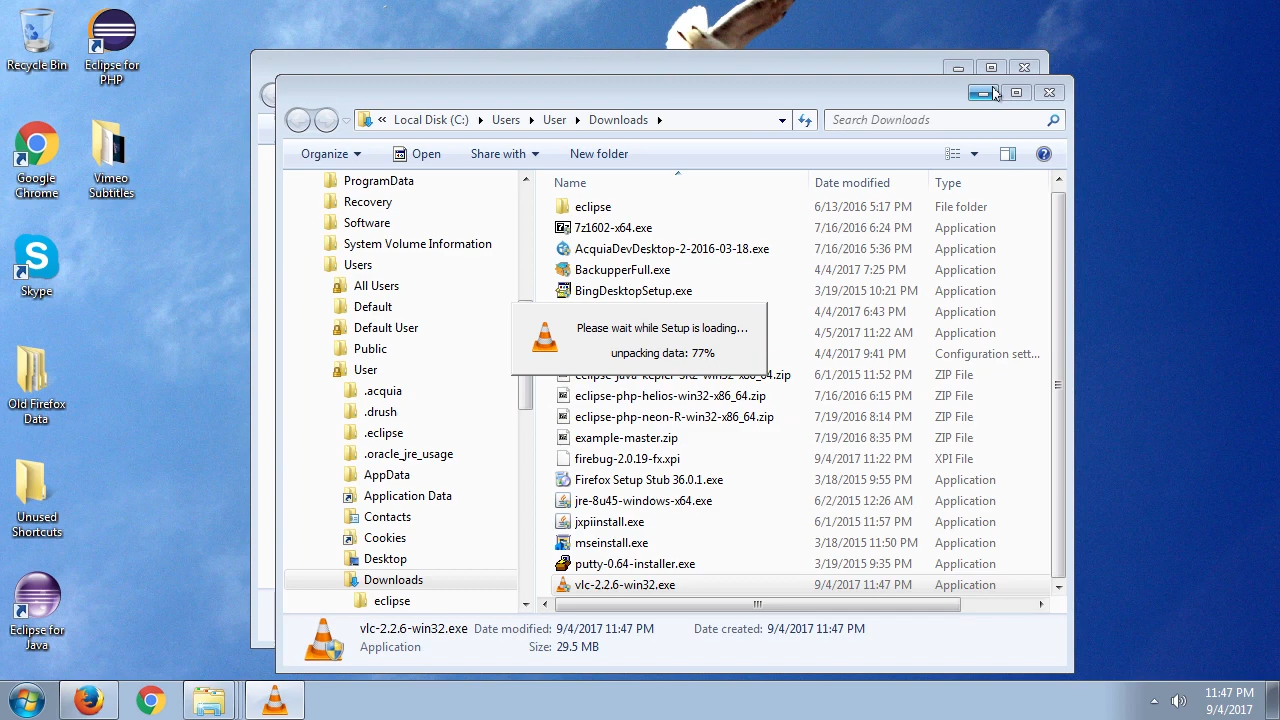 Recycle Bin
Eclipse for
PHP
Google
Chrome
Vimeo
Subtitles
Skype
Old Firefox
Data
Unused
Shortcuts
Eclipse for
Java
Local Disk (C:) Users User Downloads
Search Downloads
Organize Open Share with New folder
ProgramData
Recovery
Software
System Volume Information
Users
All Users
Default
Default User
Public
User
.acquia
.drush
.eclipse
.oracle_jre_usage
AppData
Application Data
Contacts
Cookies
Desktop
Downloads
eclipse
Name Date modified Type
eclipse 6/13/2016 5:17 PM File folder
7z1602-x64.exe 7/16/2016 6:24 PM Application
AcquiaDevDesktop-2-2016-03-18.exe 7/16/2016 5:36 PM Application
BackupperFull.exe 4/4/2017 7:25 PM Application
BingDesktopSetup.exe 3/19/2015 10:21 PM Application
4/4/2017 6:43 PM Application
4/5/2017 11:22 AM Application
4/4/2017 9:41 PM Configuration sett...
6/1/2015 11:52 PM ZIP File
eclipse-php-helios-win32-x86_64.zip 7/16/2016 6:15 PM ZIP File
eclipse-php-neon-R-win32-x86_64.zip 7/19/2016 8:14 PM ZIP File
example-master.zip 7/19/2016 8:35 PM ZIP File
firebug-2.0.19-fx.xpi 9/4/2017 11:22 PM XPI File
Firefox Setup Stub 36.0.1.exe 3/18/2015 9:55 PM Application
jre-8u45-windows-x64.exe 6/2/2015 12:26 AM Application
jxpiinstall.exe 6/1/2015 11:57 PM Application
mseinstall.exe 3/18/2015 11:50 PM Application
putty-0.64-installer.exe 3/19/2015 9:35 PM Application
vlc-2.2.6-win32.exe 9/4/2017 11:47 PM Application
Please wait while Setup is loading...
unpacking data: 77%
vlc-2.2.6-win32.exe Date modified: 9/4/2017 11:47 PM Date created: 9/4/2017 11:47 PM
Application Size: 29.5 MB
11:47 PM
9/4/2017